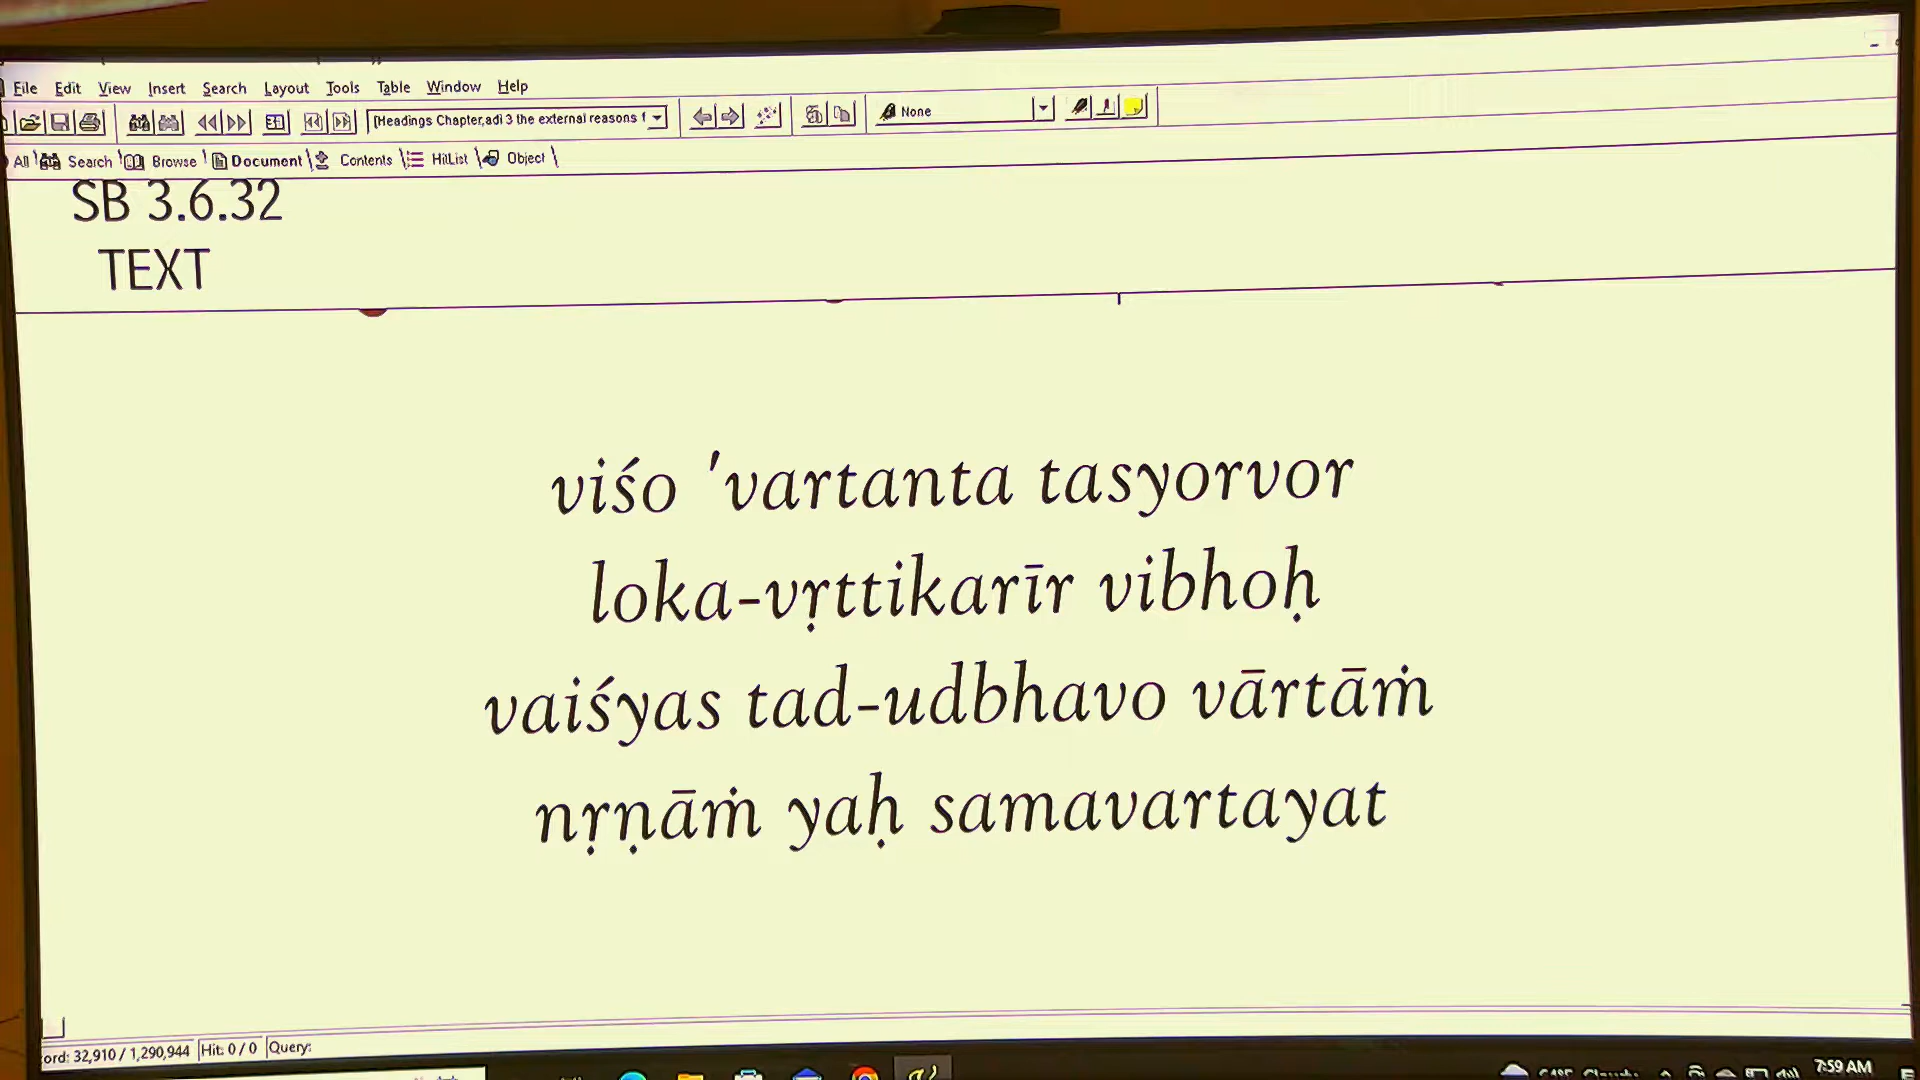 File Edit View Insert Search Layout Tools Table Window Help
[Headings Chapter,adi 3 the external reasons f
None
All Search Browse Document Contents HitList Object
SB 3.6.32
TEXT
viśo 'vartanta tasyorvor
loka-vṛttikarīr vibhoḥ
vaiśyas tad-udbhavo vārtāṁ
nṛṇāṁ yaḥ samavartayat
ord: 32,910 / 1,290,944 Hit: 0 / 0 Query:
7:59 AM